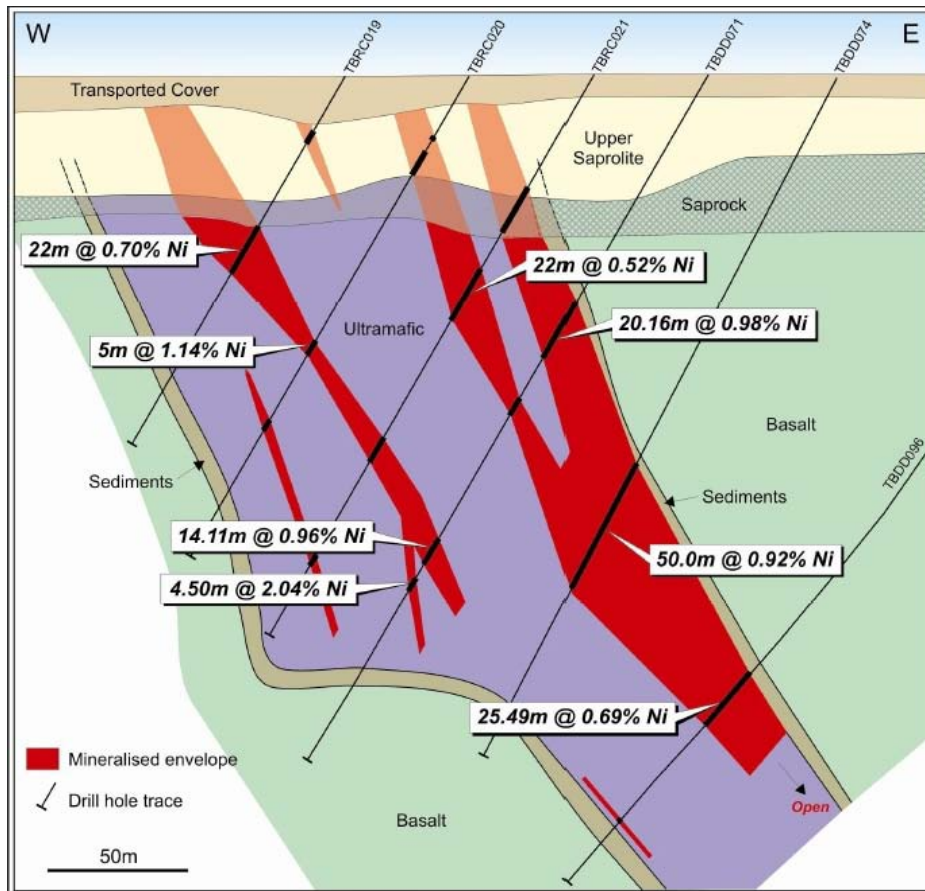 W
E
TBRC019
TBRC020
TBRC021
TBDD071
TBDD074
Transported Cover
Upper
Saprolite
Saprock
22m @ 0.70% Ni
22m @ 0.52% Ni
20.16m @ 0.98% Ni
Ultramafic
5m @ 1.14% Ni
Basalt
TBDD096
Sediments
Sediments
14.11m @ 0.96% Ni
50.0m @ 0.92% Ni
4.50m @ 2.04% Ni
25.49m @ 0.69% Ni
Mineralised envelope
Drill hole trace
Open
Basalt
50m